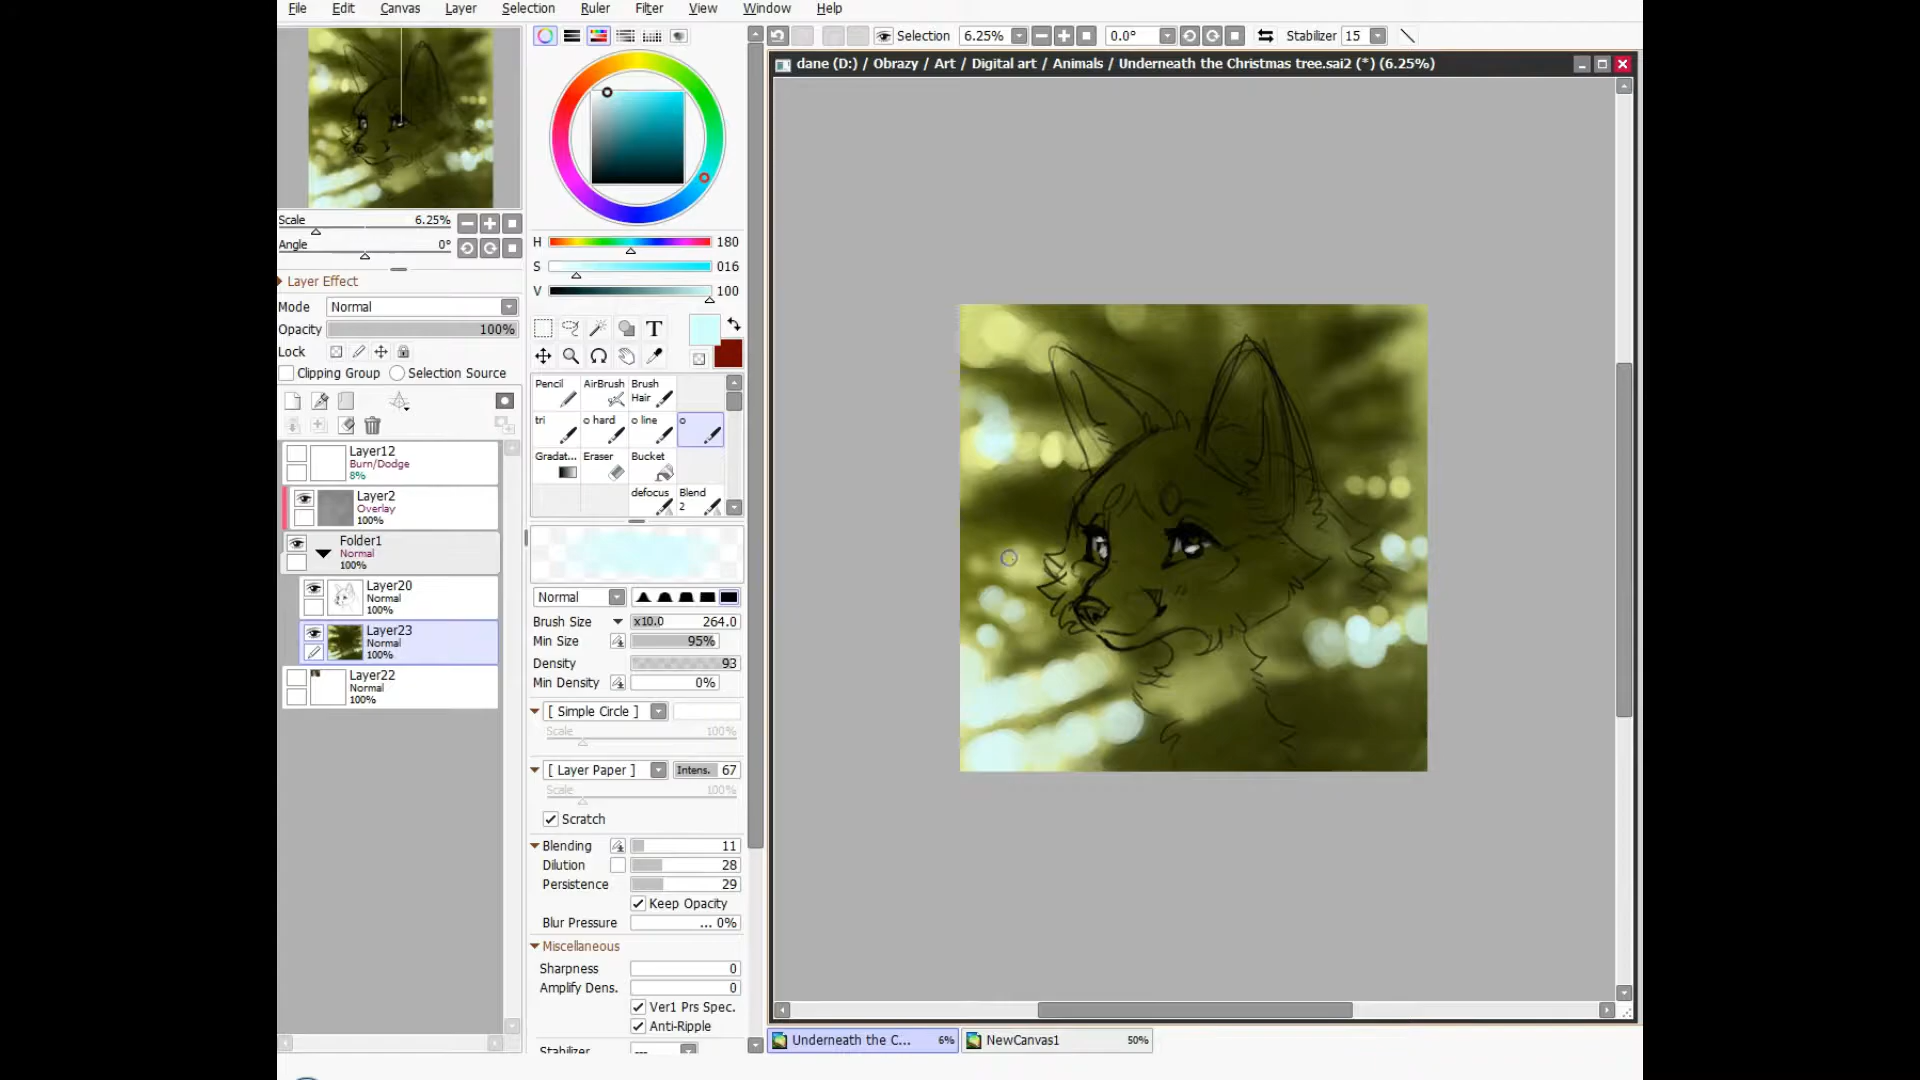 File Edit Canvas Layer Selection Ruler Filter View Window Help
Selection 6.25% 0.0° Stabilizer 15
dane (D:) / Obrazy / Art / Digital art / Animals / Underneath the Christmas tree.sai2 (*) (6.25%)
Scale 6.25%
Angle 0°
Layer Effect
Mode Normal
Opacity 100%
Lock
Clipping Group Selection Source
Layer12
Burn/Dodge
8%
Layer2
Overlay
100%
Folder1
Normal
100%
Layer20
Normal
100%
Layer23
Normal
100%
Layer22
Normal
100%
H 180
S 016
V 100
T
Pencil AirBrush Brush
Hair
tri o hard o line o
Gradat... Eraser Bucket
defocus Blend
2
Normal
Brush Size x10.0 264.0
Min Size 95%
Density 93
Min Density 0%
[ Simple Circle ]
Scale 100%
[ Layer Paper ] Intens. 67
Scale 100%
Scratch
Blending 11
Dilution 28
Persistence 29
Keep Opacity
Blur Pressure ... 0%
Miscellaneous
Sharpness 0
Amplify Dens. 0
Ver1 Prs Spec.
Anti-Ripple
Stabilizer ---
Underneath the C... 6% NewCanvas1 50%